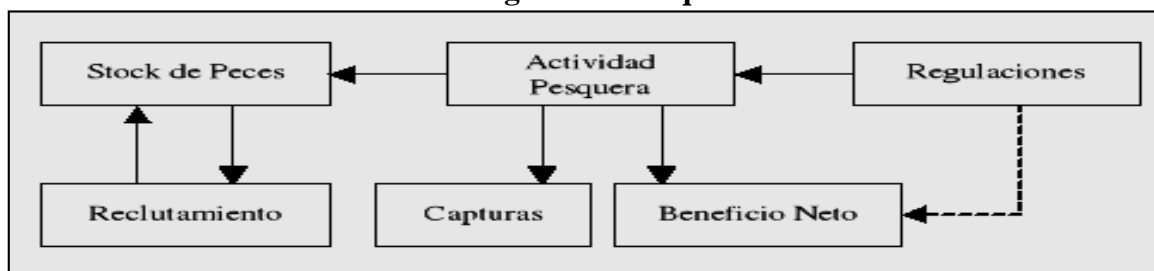 Stock de Peces
Actividad
Pesquera
Regulaciones
Reclutamiento
Capturas
Beneficio Neto